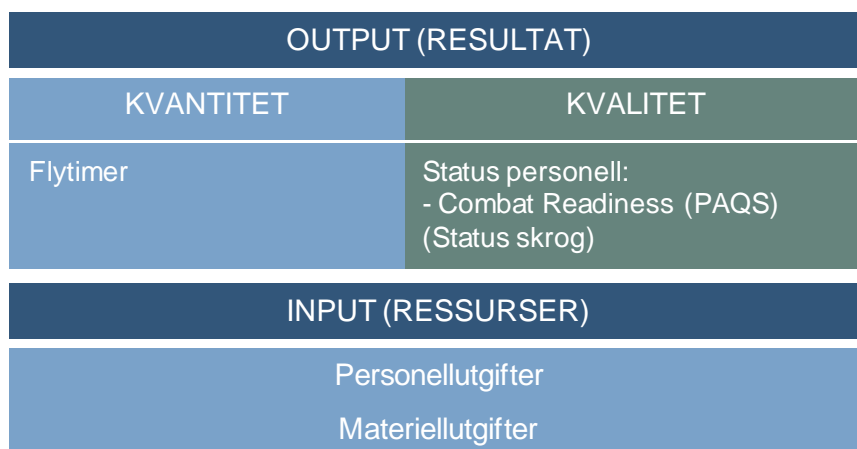 OUTPUT (RESULTAT)
KVANTITET
KVALITET
Flytimer
Status personell:
- Combat Readiness (PAQS)
(Status skrog)
INPUT (RESSURSER)
Personellutgifter
Materiellutgifter